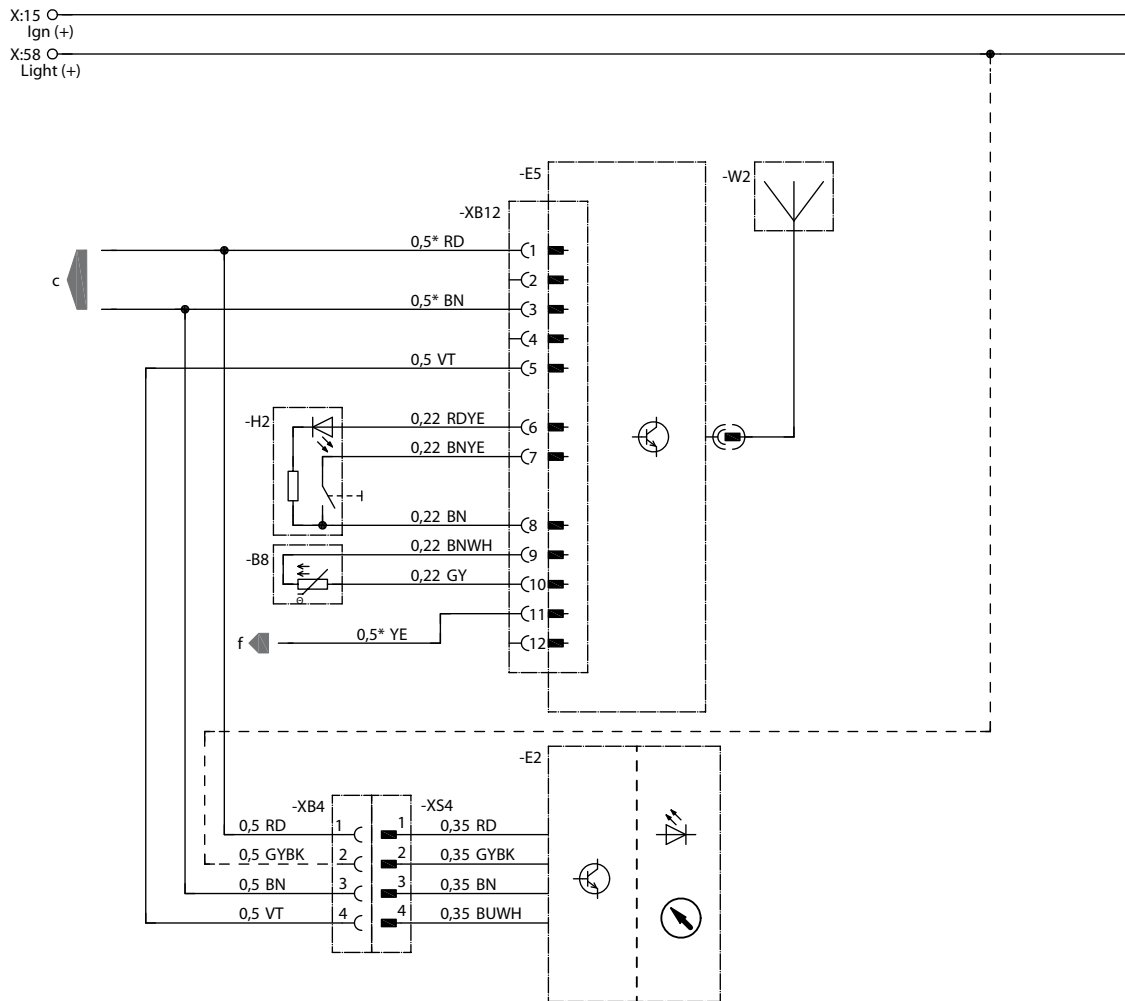 X:15
Ign (+)
X:58
Light (+)
-E5
-W2
-XB12
0,5* RD
1
c
2
0,5* BN
3
4
0,5 VT
5
-H2
0,22 RDYE
6
0,22 BNYE
7
0,22 BN
8
-B8
0,22 BNWH
9
0,22 GY
10
Θ
11
f
0,5* YE
12
-E2
-XB4
-XS4
0,5 RD
1
1
0,35 RD
0,5 GYBK
2
2
0,35 GYBK
0,5 BN
3
3
0,35 BN
0,5 VT
4
4
0,35 BUWH